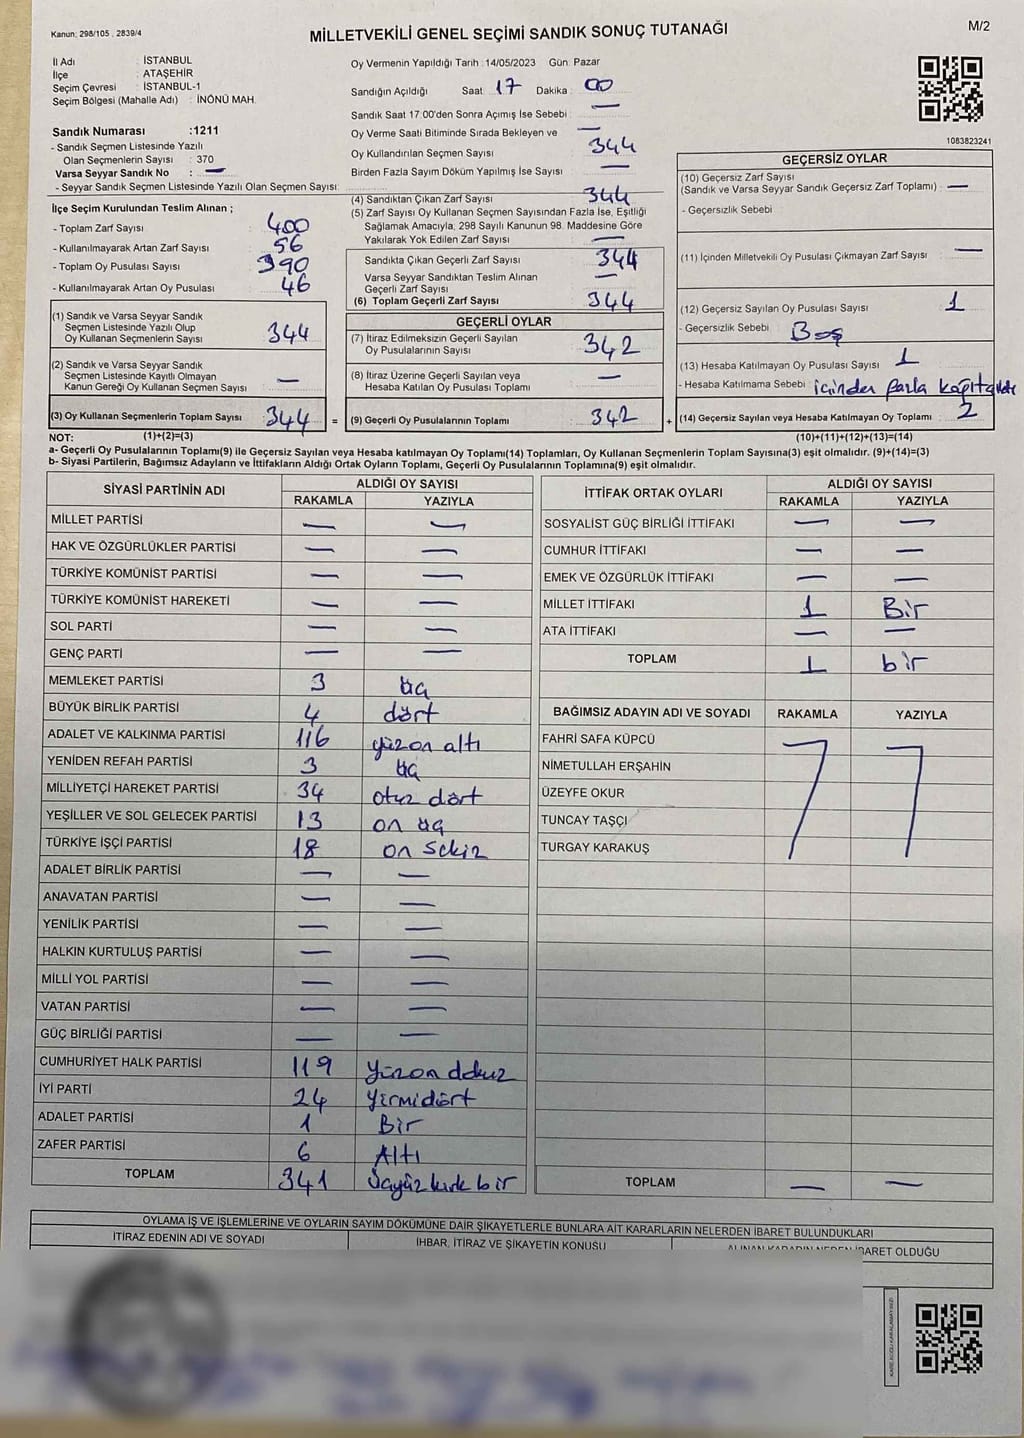 Kanun: 298/105 , 2839/4
MİLLETVEKİLİ GENEL SEÇİMİ SANDIK SONUÇ TUTANAĞI
M/2
İl Adı : İSTANBUL
İlçe : ATAŞEHİR
Seçim Çevresi : İSTANBUL-1
Seçim Bölgesi (Mahalle Adı) : İNÖNÜ MAH.
Sandık Numarası :1211
- Sandık Seçmen Listesinde Yazılı
Olan Seçmenlerin Sayısı : 370
Varsa Seyyar Sandık No : —
- Seyyar Sandık Seçmen Listesinde Yazılı Olan Seçmen Sayısı:
İlçe Seçim Kurulundan Teslim Alınan ;
- Toplam Zarf Sayısı : 400
- Kullanılmayarak Artan Zarf Sayısı : 56
- Toplam Oy Pusulası Sayısı : 390
- Kullanılmayarak Artan Oy Pusulası : 46
Oy Vermenin Yapıldığı Tarih :14/05/2023 Gün: Pazar
Sandığın Açıldığı Saat 17 Dakika : 00
Sandık Saat 17:00'den Sonra Açımış İse Sebebi : —
Oy Verme Saati Bitiminde Sırada Bekleyen ve —
Oy Kullandırılan Seçmen Sayısı 344
Birden Fazla Sayım Döküm Yapılmış İse Sayısı : —
(4) Sandıktan Çıkan Zarf Sayısı : 344
(5) Zarf Sayısı Oy Kullanan Seçmen Sayısından Fazla İse, Eşitliği
Sağlamak Amacıyla, 298 Sayılı Kanunun 98. Maddesine Göre
Yakılarak Yok Edilen Zarf Sayısı : —
Sandıkta Çıkan Geçerli Zarf Sayısı : 344
Varsa Seyyar Sandıktan Teslim Alınan
Geçerli Zarf Sayısı : —
(6) Toplam Geçerli Zarf Sayısı : 344
1083823241
GEÇERSİZ OYLAR
(10) Geçersiz Zarf Sayısı
(Sandık ve Varsa Seyyar Sandık Geçersiz Zarf Toplamı) : —
- Geçersizlik Sebebi :
(11) İçinden Milletvekili Oy Pusulası Çıkmayan Zarf Sayısı : —
(12) Geçersiz Sayılan Oy Pusulası Sayısı : 1
- Geçersizlik Sebebi : Boş
(13) Hesaba Katılmayan Oy Pusulası Sayısı : 1
- Hesaba Katılmama Sebebi : içinden fazla
(14) Geçersiz Sayılan veya Hesaba Katılmayan Oy Toplamı : 2
(10)+(11)+(12)+(13)=(14)
(1) Sandık ve Varsa Seyyar Sandık
Seçmen Listesinde Yazılı Olup
Oy Kullanan Seçmenlerin Sayısı : 344
(2) Sandık ve Varsa Seyyar Sandık
Seçmen Listesinde Kayıtlı Olmayan
Kanun Gereği Oy Kullanan Seçmen Sayısı : —
(3) Oy Kullanan Seçmenlerin Toplam Sayısı : 344 =
(1)+(2)=(3)
GEÇERLİ OYLAR
(7) İtiraz Edilmeksizin Geçerli Sayılan
Oy Pusulalarının Sayısı : 342
(8) İtiraz Üzerine Geçerli Sayılan veya
Hesaba Katılan Oy Pusulası Toplamı : —
(9) Geçerli Oy Pusulalarının Toplamı : 342 +
NOT:
a- Geçerli Oy Pusulasının Toplamı(9) ile Geçersiz Sayılan veya Hesaba katılmayan Oy Toplamı(14) Toplamları, Oy Kullanan Seçmenlerin Toplam Sayısına(3) eşit olmalıdır. (9)+(14)=(3)
b- Siyasi Partilerin, Bağımsız Adayların ve İttifakların Aldığı Ortak Oyların Toplamı, Geçerli Oy Pusulalarının Toplamına(9) eşit olmalıdır.
SİYASİ PARTİNİN ADI ALDIĞI OY SAYISI
RAKAMLA YAZIYLA
MİLLET PARTİSİ — —
HAK VE ÖZGÜRLÜKLER PARTİSİ — —
TÜRKİYE KOMÜNİST PARTİSİ — —
TÜRKİYE KOMÜNİST HAREKETİ — —
SOL PARTİ — —
GENÇ PARTİ — —
MEMLEKET PARTİSİ 3 üç
BÜYÜK BİRLİK PARTİSİ 4 dört
ADALET VE KALKINMA PARTİSİ 116 yüzon altı
YENİDEN REFAH PARTİSİ 3 üç
MİLLİYETÇİ HAREKET PARTİSİ 34 otuz dört
YEŞİLLER VE SOL GELECEK PARTİSİ 13 on üç
TÜRKİYE İŞÇİ PARTİSİ 18 on sekiz
ADALET BİRLİK PARTİSİ — —
ANAVATAN PARTİSİ — —
YENİLİK PARTİSİ — —
HALKIN KURTULUŞ PARTİSİ — —
MİLLİ YOL PARTİSİ — —
VATAN PARTİSİ — —
GÜÇ BİRLİĞİ PARTİSİ — —
CUMHURİYET HALK PARTİSİ 119 yüzon dokuz
İYİ PARTİ 24 Yirmidört
ADALET PARTİSİ 1 Bir
ZAFER PARTİSİ 6 Altı
TOPLAM 341 Üçyüz kırk bir
İTTİFAK ORTAK OYLARI ALDIĞI OY SAYISI
RAKAMLA YAZIYLA
SOSYALİST GÜÇ BİRLİĞİ İTTİFAKI — —
CUMHUR İTTİFAKI — —
EMEK VE ÖZGÜRLÜK İTTİFAKI — —
MİLLET İTTİFAKI 1 Bir
ATA İTTİFAKI — —
TOPLAM 1 bir
BAĞIMSIZ ADAYIN ADI VE SOYADI RAKAMLA YAZIYLA
FAHRİ SAFA KÜPCÜ
NİMETULLAH ERŞAHİN
ÜZEYFE OKUR
TUNCAY TAŞÇI
TURGAY KARAKUŞ
TOPLAM — —
OYLAMA İŞ VE İŞLEMLERİNE VE OYLARIN SAYIM DÖKÜMÜNE DAİR ŞİKAYETLERLE BUNLARA AİT KARARLARIN NELERDEN İBARET BULUNDUKLARI
İTİRAZ EDENİN ADI VE SOYADI İHBAR, İTİRAZ VE ŞİKAYETİN KONUSU ALINAN KARARIN NEDEN İBARET OLDUĞU